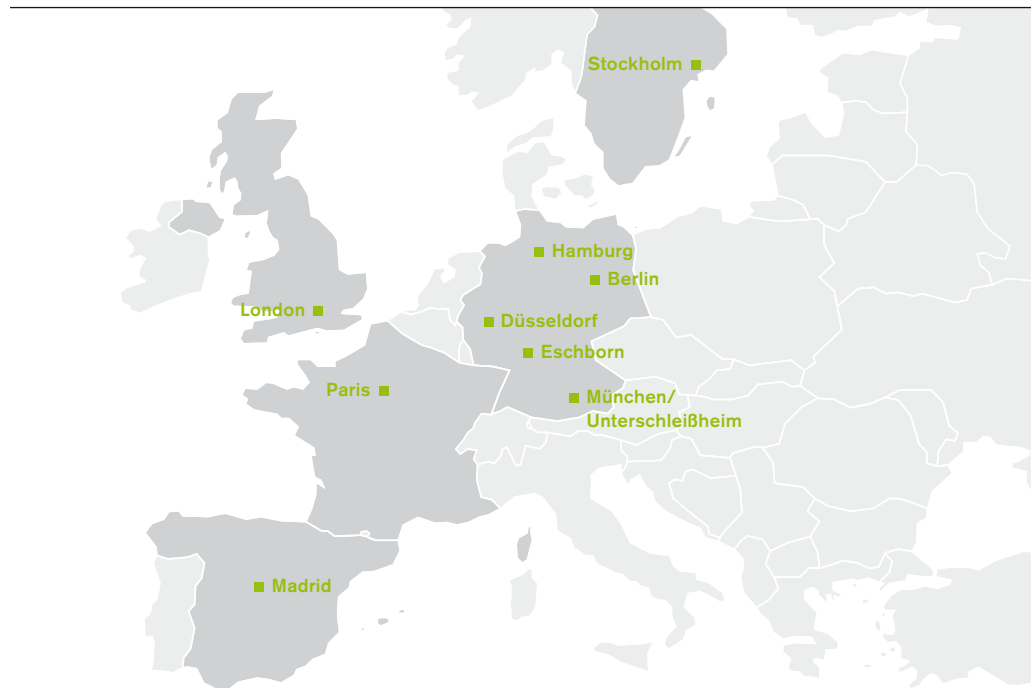 Stockholm
Hamburg
Berlin
London
Düsseldorf
Eschborn
Paris
München/
Unterschleißheim
Madrid